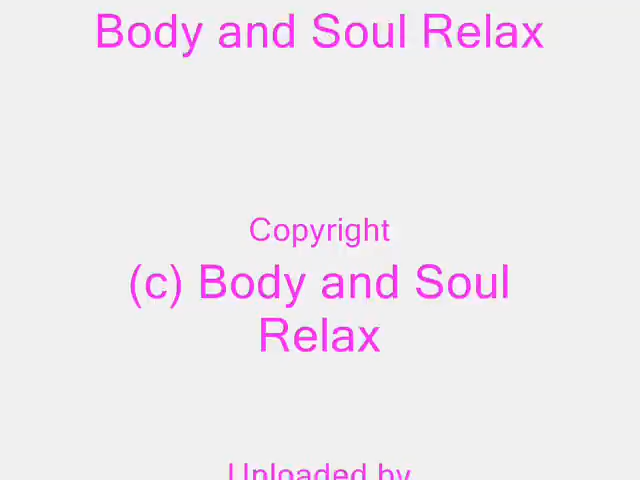 Body and Soul Relax
Copyright
(c) Body and Soul
Relax
Uploaded by